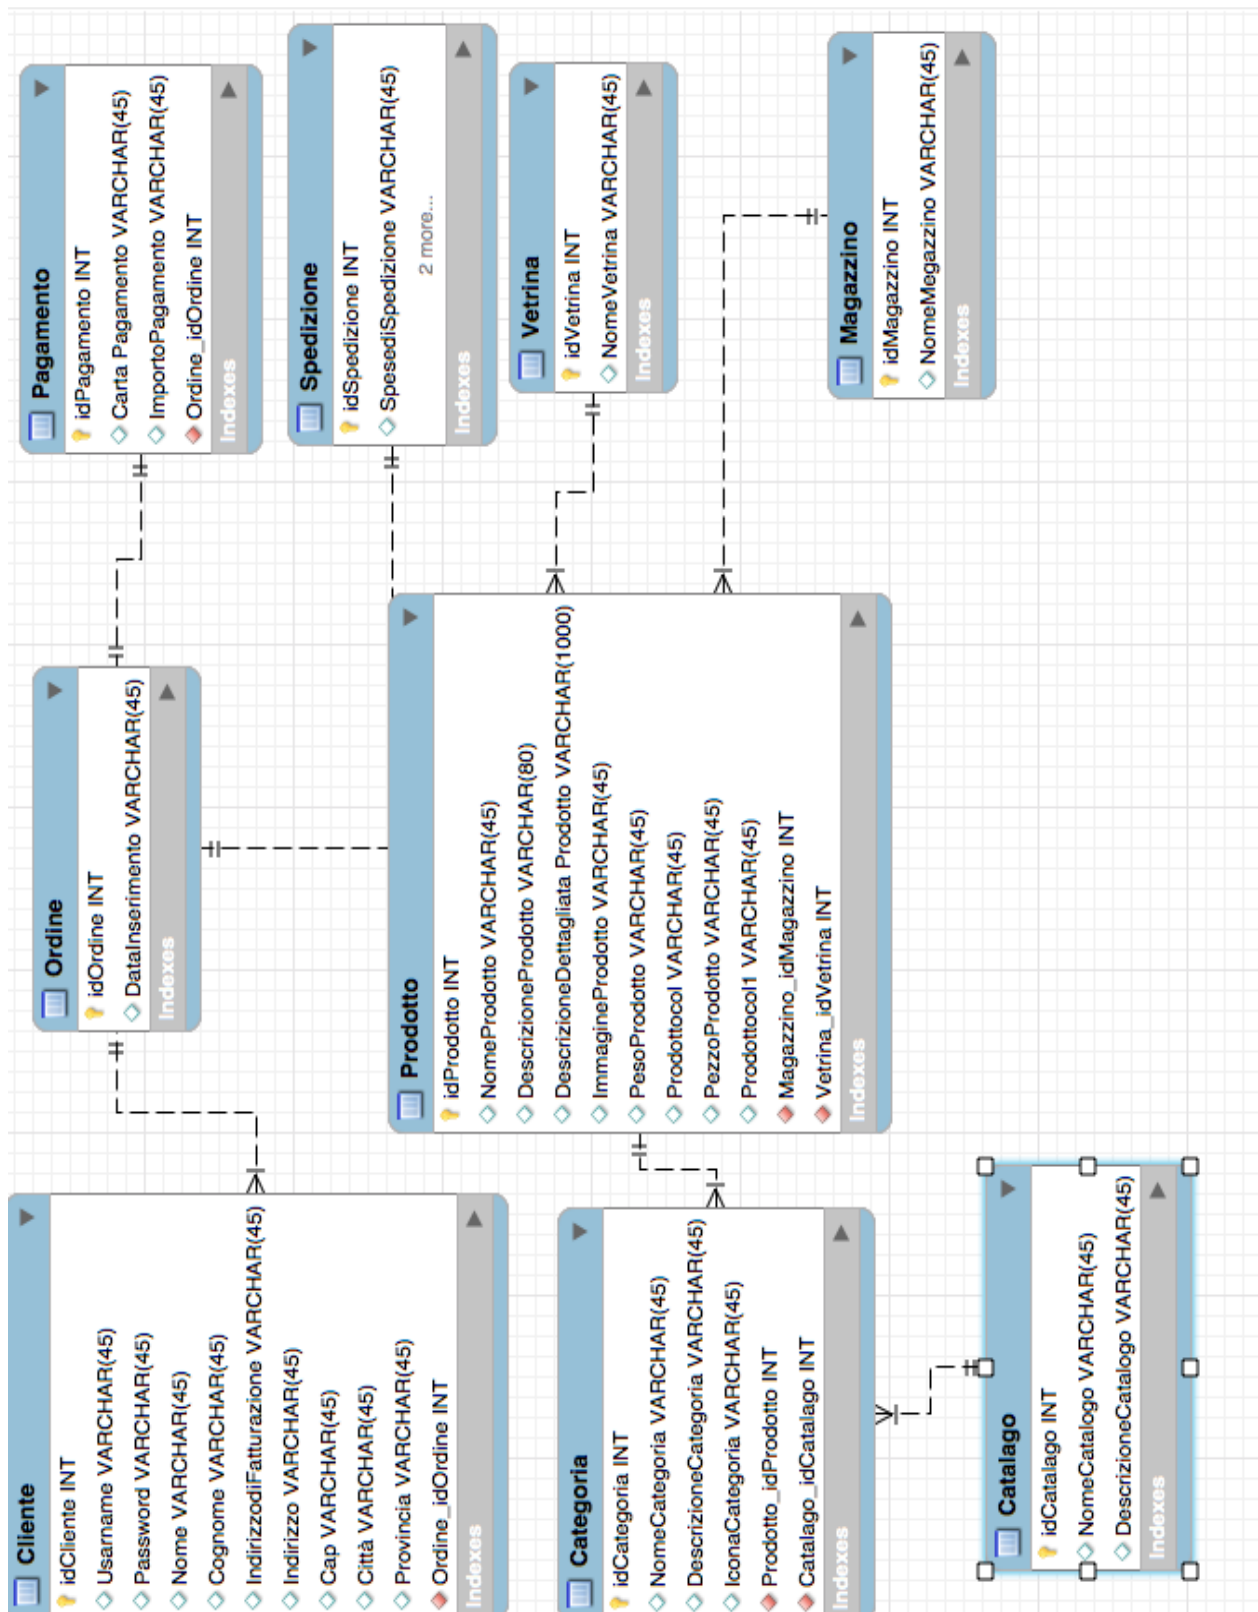 Cliente
idCliente INT
Usarname VARCHAR(45)
Password VARCHAR(45)
Nome VARCHAR(45)
Cognome VARCHAR(45)
IndirizzodiFatturazione VARCHAR(45)
Indirizzo VARCHAR(45)
Cap VARCHAR(45)
Città VARCHAR(45)
Provincia VARCHAR(45)
Ordine_idOrdine INT
Indexes
Ordine
idOrdine INT
DataInserimento VARCHAR(45)
Indexes
Pagamento
idPagamento INT
Carta Pagamento VARCHAR(45)
ImportoPagamento VARCHAR(45)
Ordine_idOrdine INT
Indexes
Spedizione
idSpedizione INT
SpesediSpedizione VARCHAR(45)
2 more...
Indexes
Prodotto
idProdotto INT
NomeProdotto VARCHAR(45)
DescrizioneProdotto VARCHAR(80)
DescrizioneDettagliata Prodotto VARCHAR(1000)
ImmagineProdotto VARCHAR(45)
PesoProdotto VARCHAR(45)
Prodottocol VARCHAR(45)
PezzoProdotto VARCHAR(45)
Prodottocol1 VARCHAR(45)
Magazzino_idMagazzino INT
Vetrina_idVetrina INT
Indexes
Vetrina
idVetrina INT
NomeVetrina VARCHAR(45)
Indexes
Categoria
idCategoria INT
NomeCategoria VARCHAR(45)
DescrizioneCategoria VARCHAR(45)
IconaCategoria VARCHAR(45)
Prodotto_idProdotto INT
Catalago_idCatalago INT
Indexes
Magazzino
idMagazzino INT
NomeMegazzino VARCHAR(45)
Indexes
Catalago
idCatalago INT
NomeCatalogo VARCHAR(45)
DescrizioneCatalogo VARCHAR(45)
Indexes